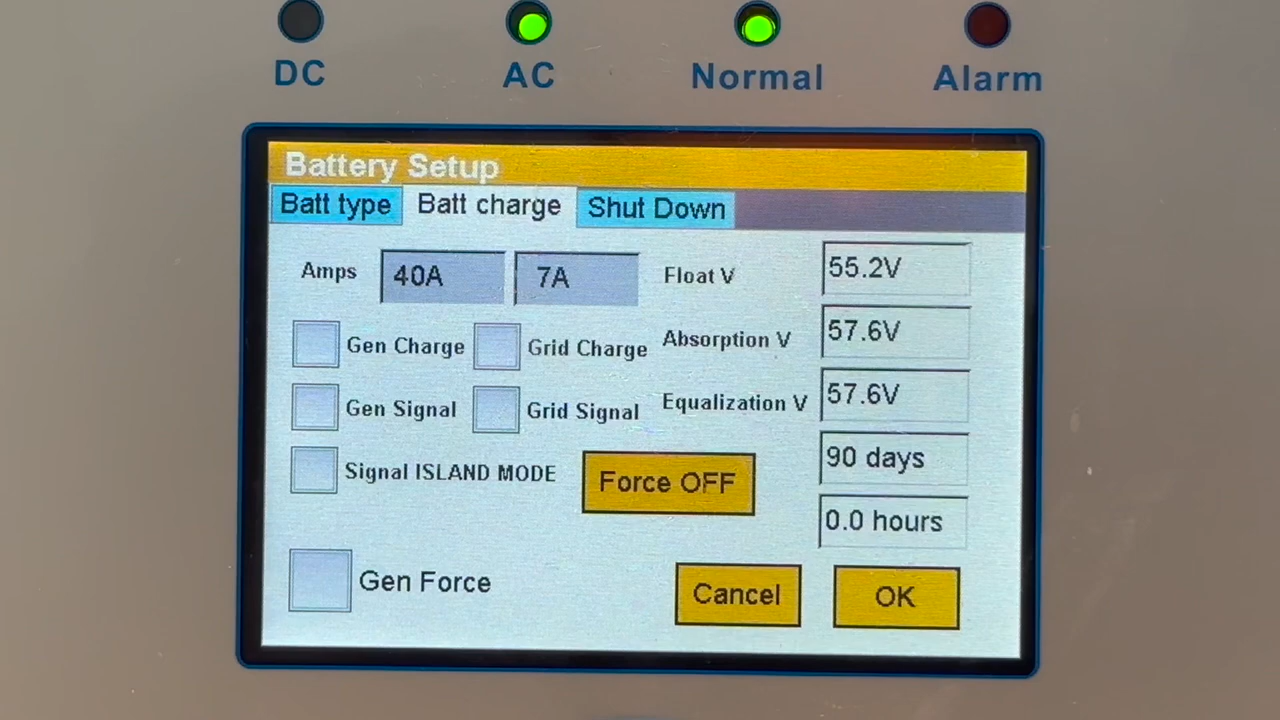 DC AC Normal Alarm
Battery Setup
Batt type Batt charge Shut Down
Amps 40A 7A Float V 55.2V
Gen Charge Grid Charge Absorption V 57.6V
Gen Signal Grid Signal Equalization V 57.6V
Signal ISLAND MODE Force OFF 90 days
0.0 hours
Gen Force Cancel OK